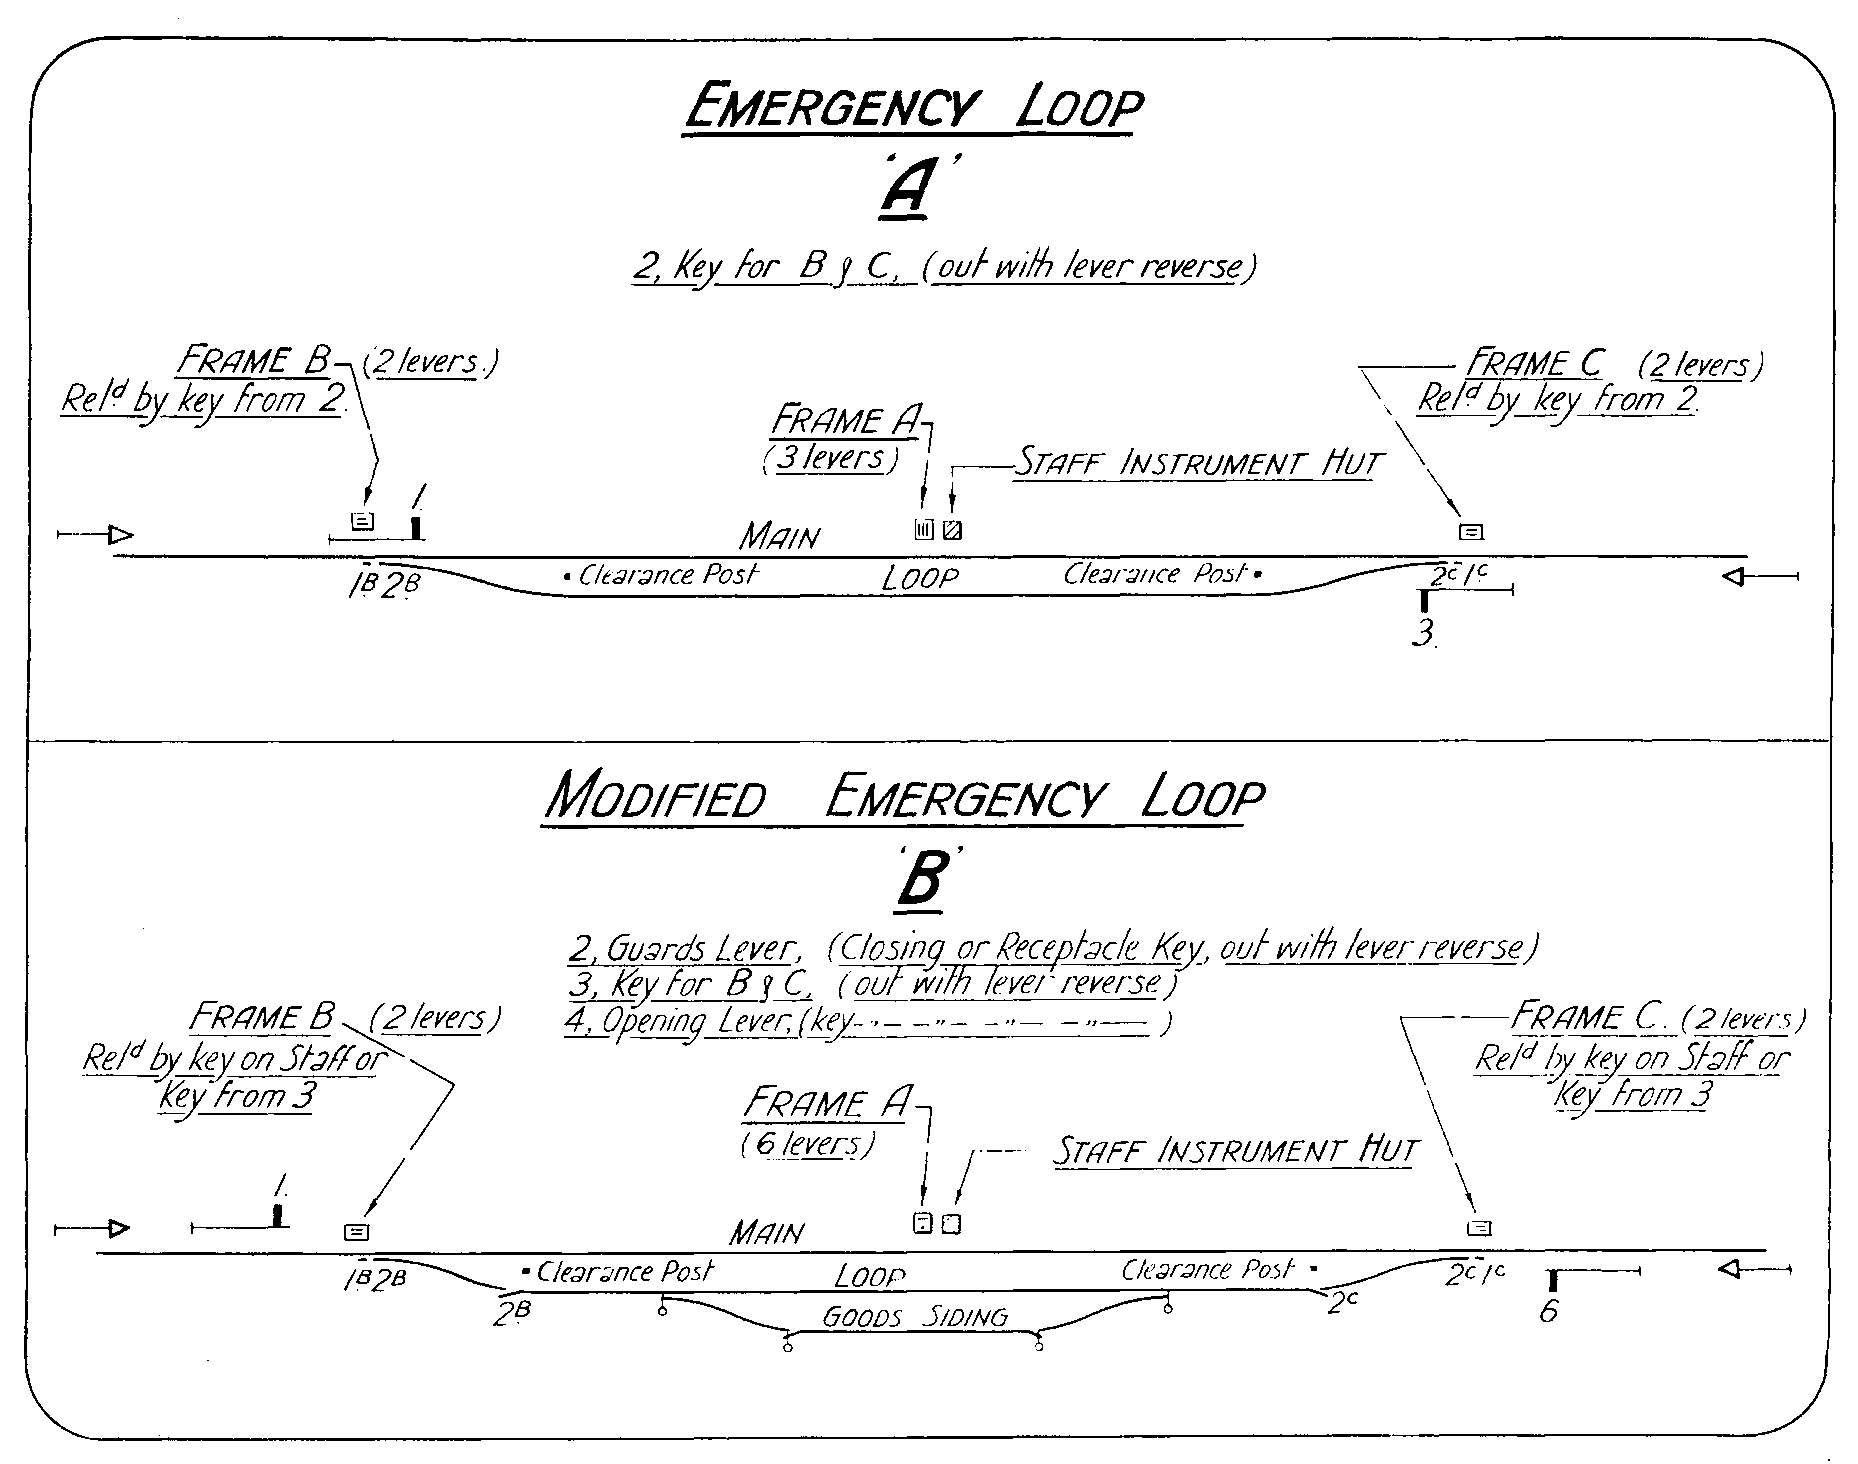 EMERGENCY LOOP
'A'
2, Key for B & C, (out with lever reverse)
FRAME B (2 levers.)
Rel.d by key from 2.
FRAME C (2 levers)
Rel.d by key from 2.
FRAME A
(3 levers)
STAFF INSTRUMENT HUT
1.
MAIN
1B 2B
• Clearance Post
LOOP
Clearance Post •
2C 1C
3.
MODIFIED EMERGENCY LOOP
'B'
2, Guards Lever, (Closing or Receptacle Key, out with lever reverse)
3, Key for B & C, (out with lever reverse)
4, Opening Lever, (key -"- -"- -"- -"- )
FRAME B (2 levers)
Rel.d by key on Staff or
Key from 3
FRAME C. (2 levers)
Rel.d by key on Staff or
Key from 3
FRAME A
(6 levers)
STAFF INSTRUMENT HUT
1.
MAIN
1B 2B
• Clearance Post
LOOP
Clearance Post •
2C 1C
2B
GOODS SIDING
2C
6